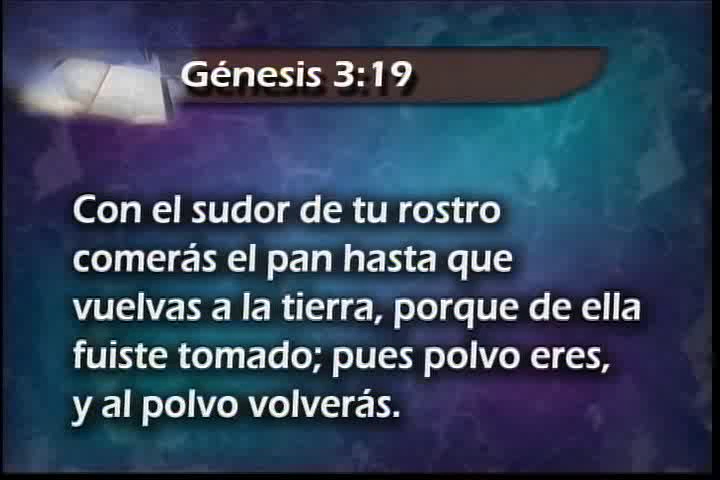 Génesis 3:19
Con el sudor de tu rostro
comerás el pan hasta que
vuelvas a la tierra, porque de ella
fuiste tomado; pues polvo eres,
y al polvo volverás.